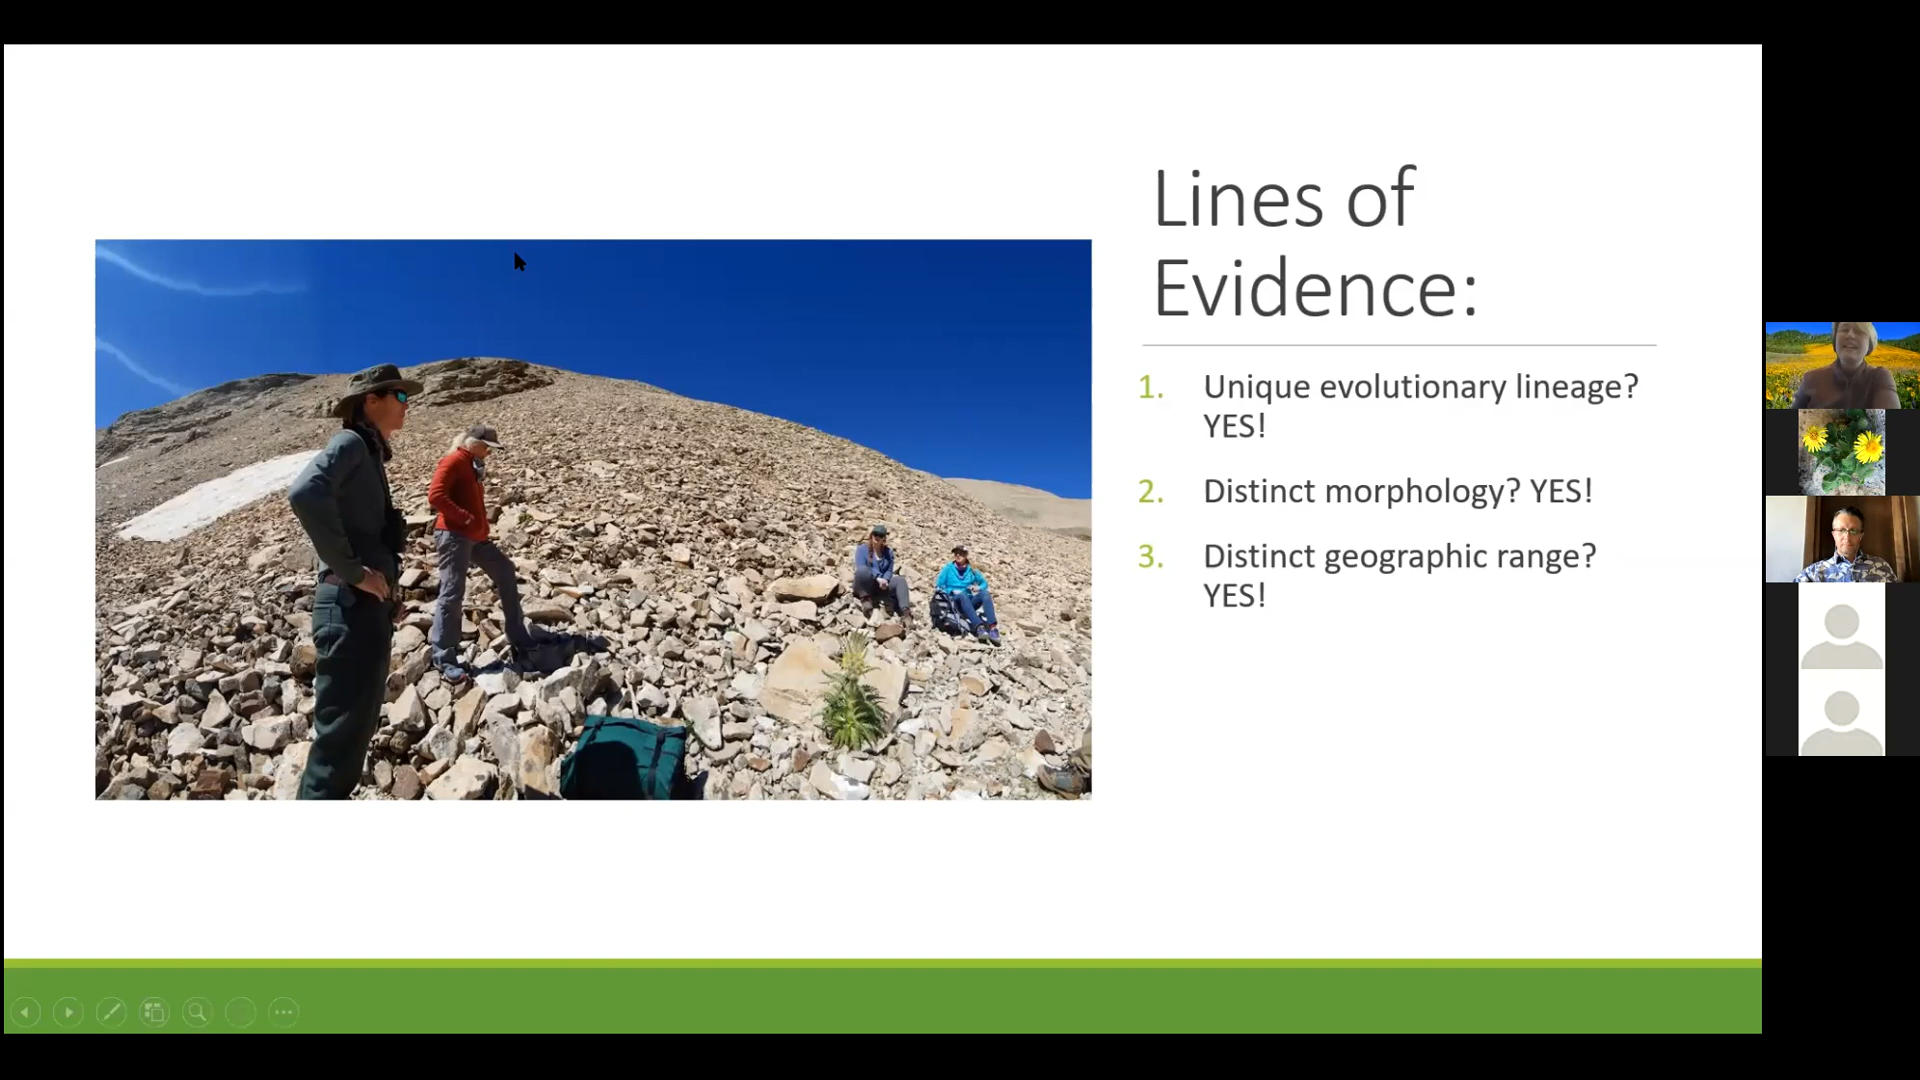 Lines of
Evidence:
1. Unique evolutionary lineage?
YES!
2. Distinct morphology? YES!
3. Distinct geographic range?
YES!